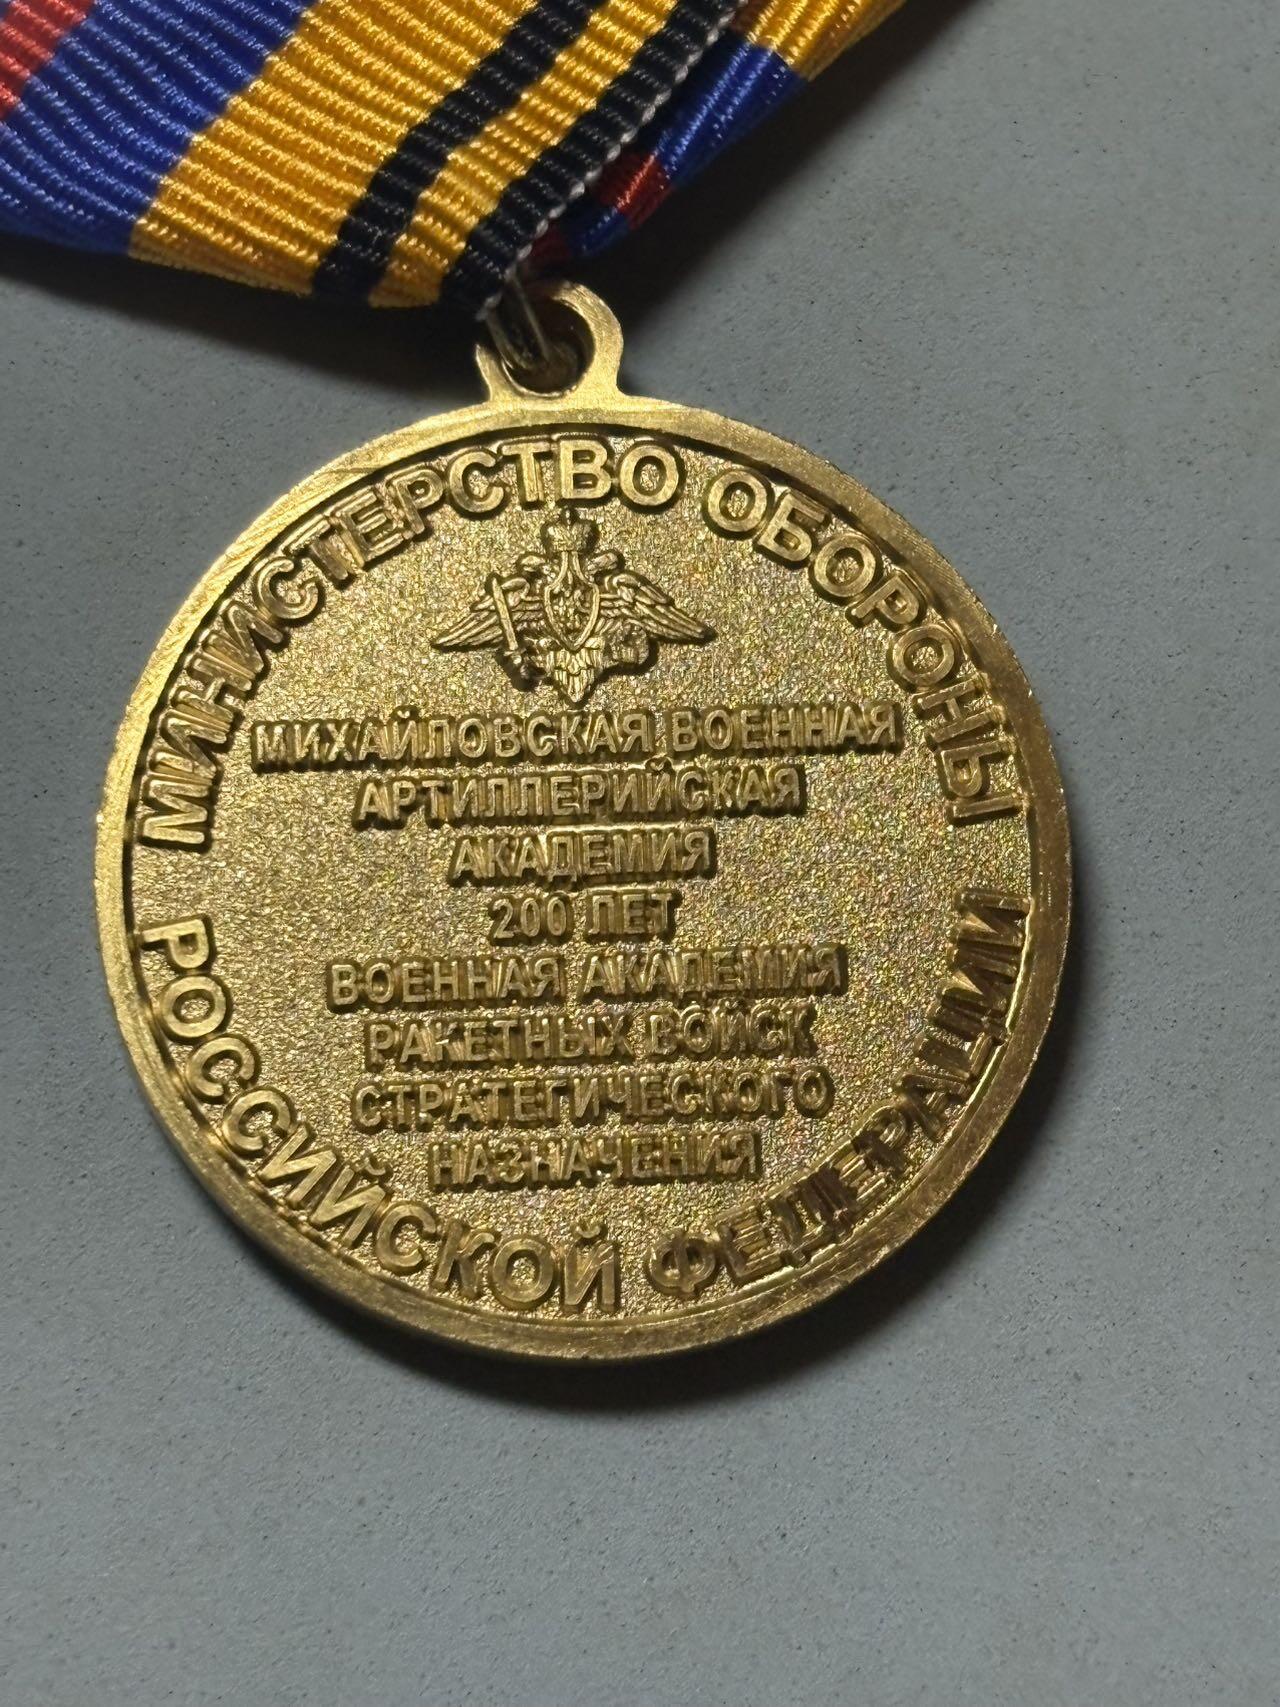 МИНИСТЕРСТВО ОБОРОНЫ
МИХАЙЛОВСКАЯ ВОЕННАЯ
АРТИЛЛЕРИЙСКАЯ
АКАДЕМИЯ
200 ЛЕТ
ВОЕННАЯ АКАДЕМИЯ
РАКЕТНЫХ ВОЙСК
СТРАТЕГИЧЕСКОГО
НАЗНАЧЕНИЯ
РОССИЙСКОЙ ФЕДЕРАЦИИ